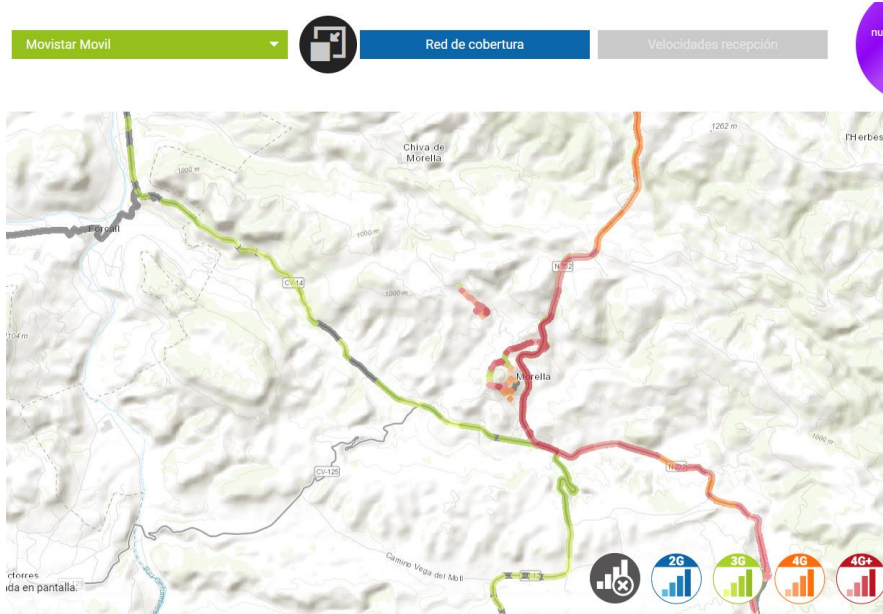 Movistar Movil
Red de cobertura
Velocidades recepción
nu
1262 m
l'Herbes
Chiva de
Morella
1000 m
Forcall
1000 m
N-232
CV-14
1000 m
2104 m
Morella
1000 m
N-232
CV-125
Camino Vega del Moll
ctorres
ada en pantalla.
2G
3G
4G
4G+